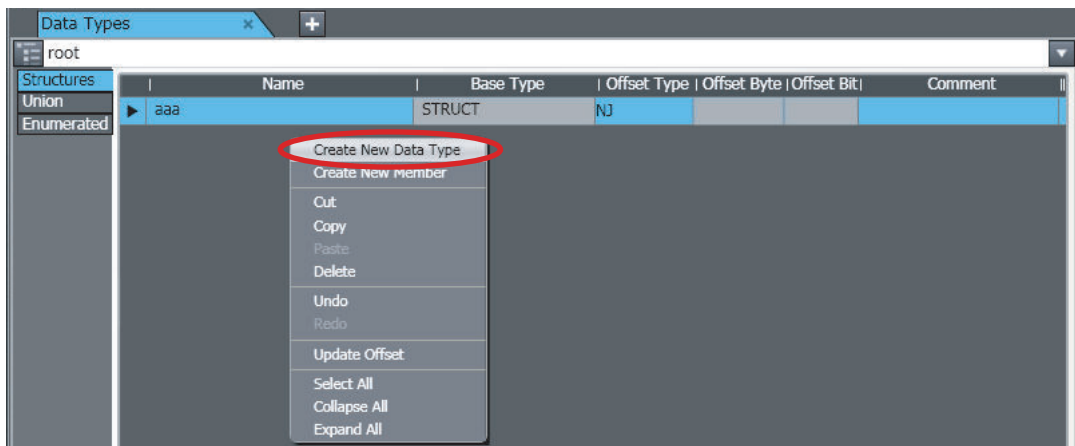 Data Types × +
root
Structures
Union
Enumerated
Name Base Type Offset Type Offset Byte Offset Bit Comment
aaa STRUCT NJ
Create New Data Type
Create New Member
Cut
Copy
Paste
Delete
Undo
Redo
Update Offset
Select All
Collapse All
Expand All